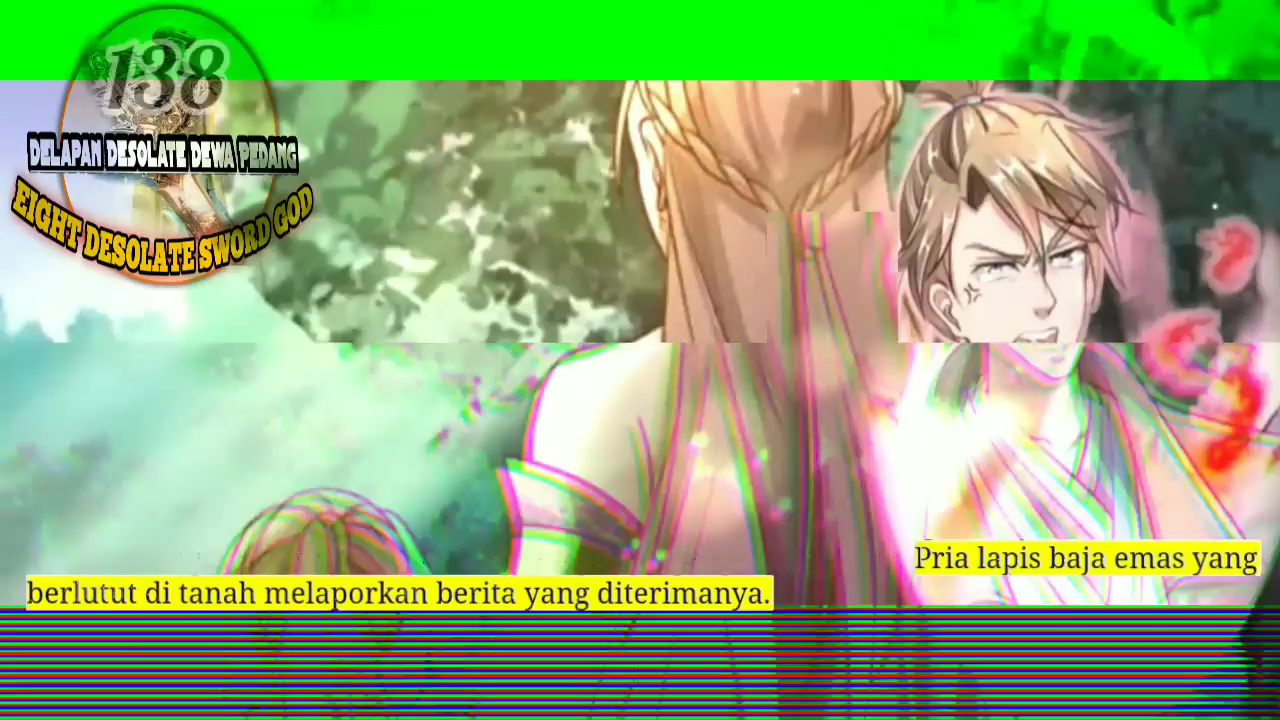 138
DELAPAN DESOLATE DEWA PEDANG
EIGHT DESOLATE SWORD GOD
Pria lapis baja emas yang
berlutut di tanah melaporkan berita yang diterimanya.